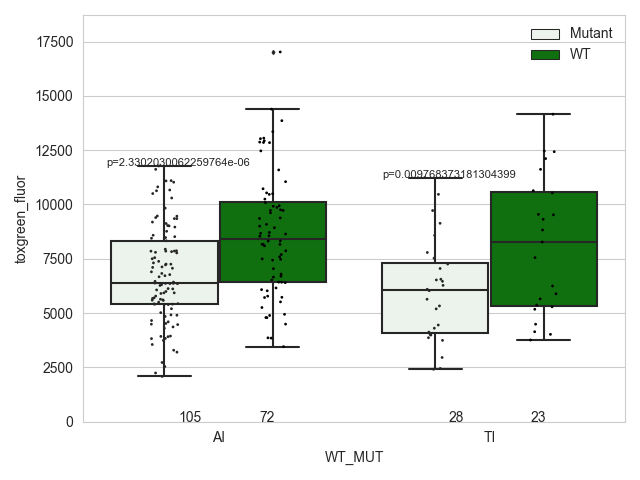 17500
15000
12500
10000
7500
5000
2500
0
toxgreen_fluor
Mutant
WT
p=2.3302030062259764e-06
p=0.009768373181304399
105
72
28
23
AI
TI
WT_MUT